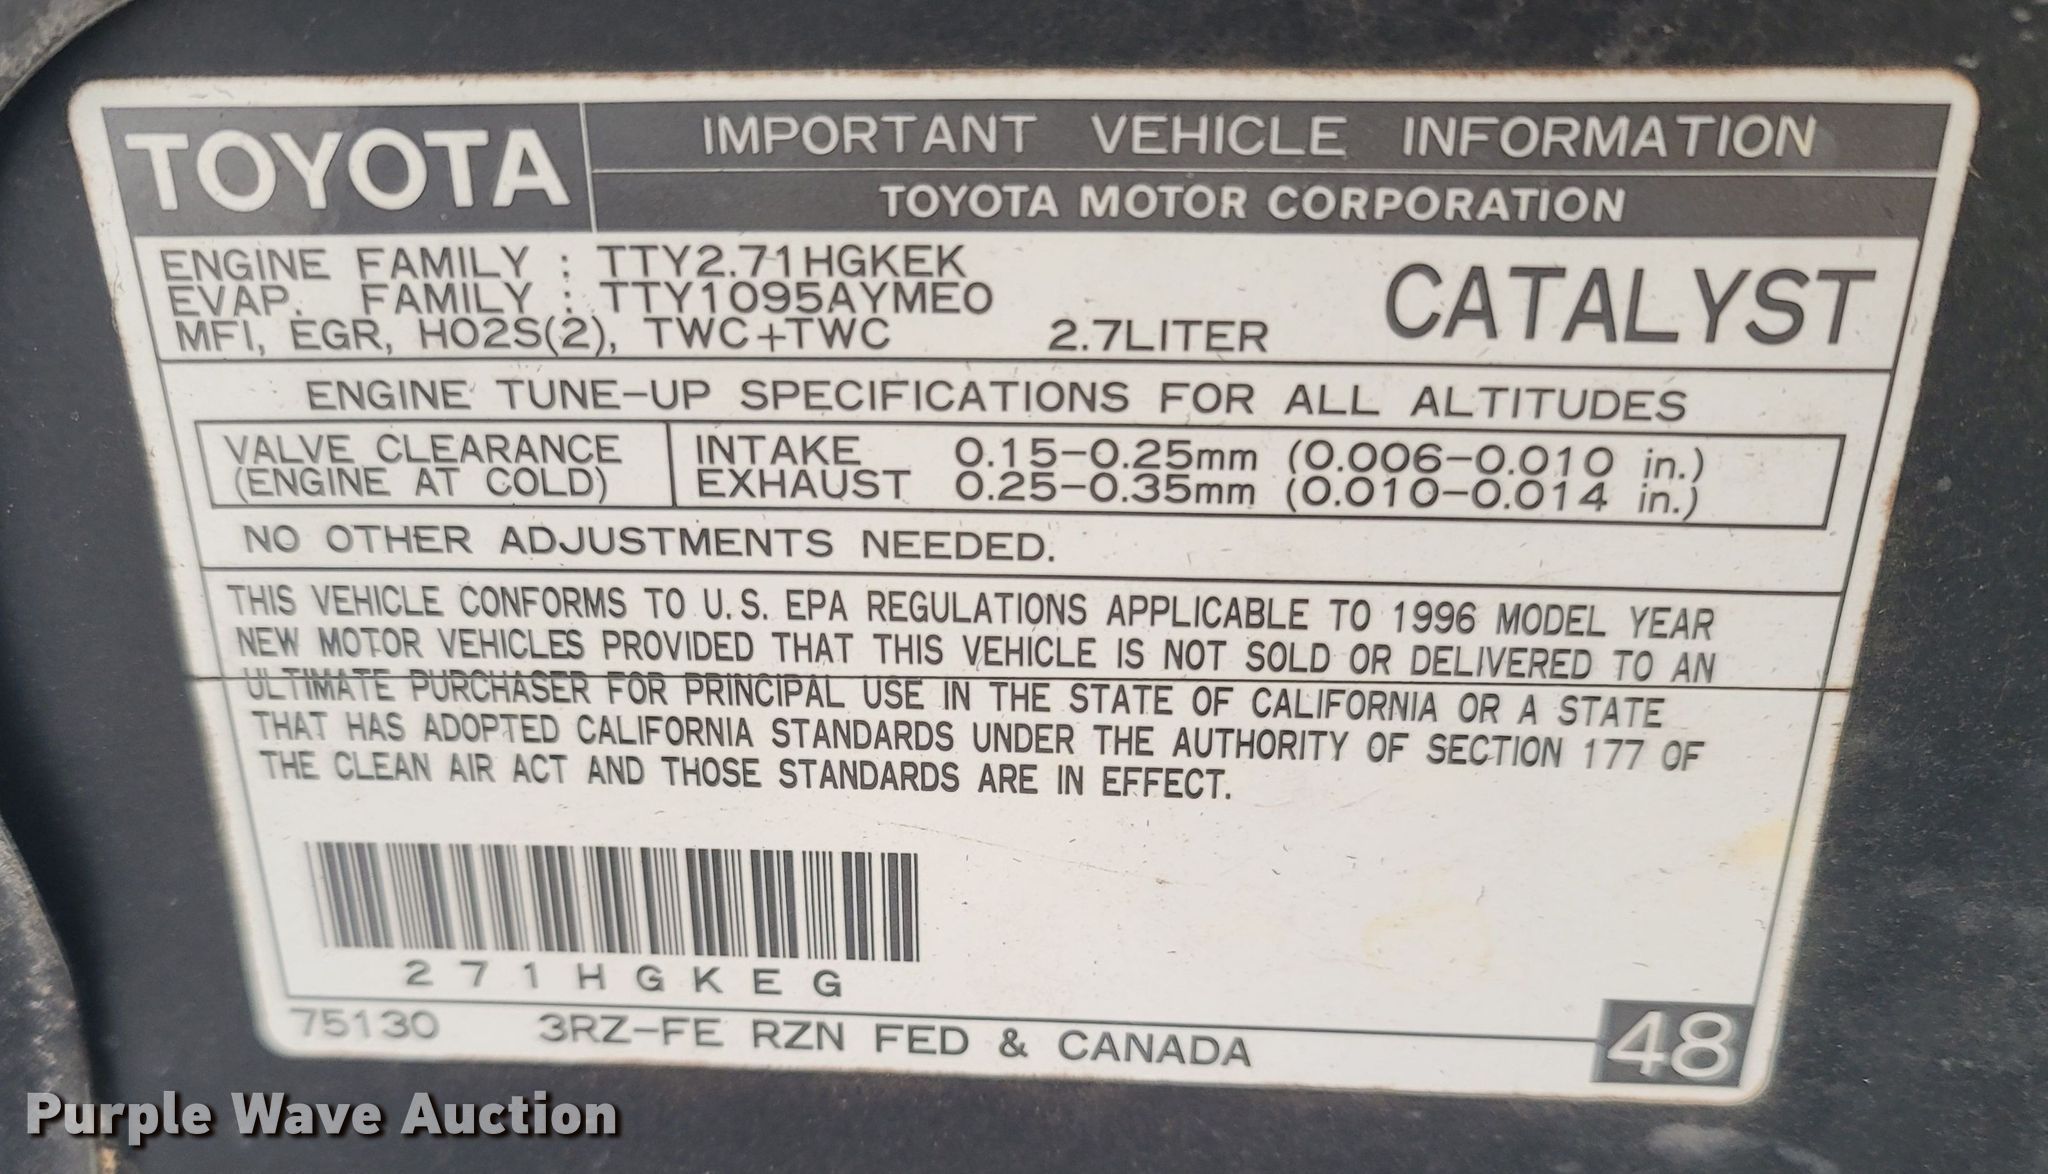 TOYOTA
IMPORTANT VEHICLE INFORMATION
TOYOTA MOTOR CORPORATION
ENGINE FAMILY : TTY2.71HGKEK
EVAP. FAMILY : TTY1095AYMEO
MFI, EGR, HO2S(2), TWC+TWC 2.7LITER
CATALYST
ENGINE TUNE-UP SPECIFICATIONS FOR ALL ALTITUDES
VALVE CLEARANCE
(ENGINE AT COLD)
INTAKE 0.15-0.25mm (0.006-0.010 in.)
EXHAUST 0.25-0.35mm (0.010-0.014 in.)
NO OTHER ADJUSTMENTS NEEDED.
THIS VEHICLE CONFORMS TO U.S. EPA REGULATIONS APPLICABLE TO 1996 MODEL YEAR
NEW MOTOR VEHICLES PROVIDED THAT THIS VEHICLE IS NOT SOLD OR DELIVERED TO AN
ULTIMATE PURCHASER FOR PRINCIPAL USE IN THE STATE OF CALIFORNIA OR A STATE
THAT HAS ADOPTED CALIFORNIA STANDARDS UNDER THE AUTHORITY OF SECTION 177 OF
THE CLEAN AIR ACT AND THOSE STANDARDS ARE IN EFFECT.
271HGKEG
75130 3RZ-FE RZN FED & CANADA
48
Purple Wave Auction